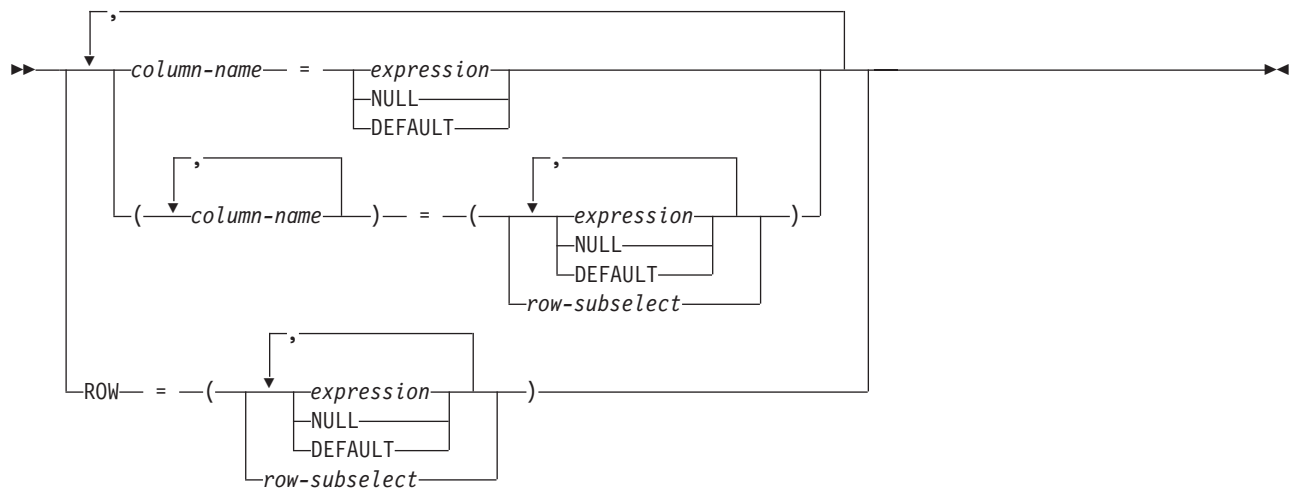 ,
column-name = expression
NULL
DEFAULT
, ,
( column-name ) = ( expression )
NULL
DEFAULT
row-subselect
,
ROW = ( expression )
NULL
DEFAULT
row-subselect